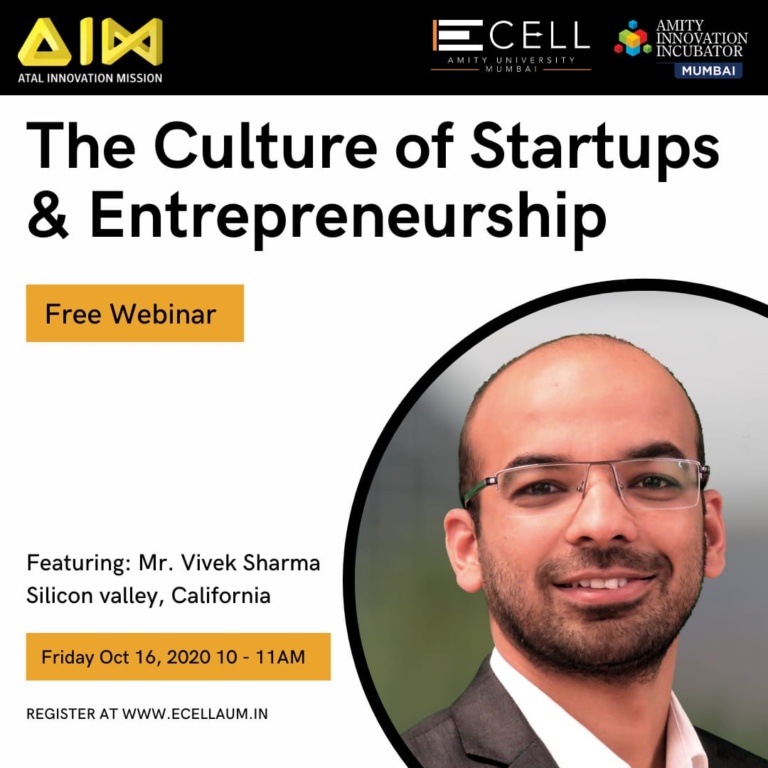 AIM
ATAL INNOVATION MISSION
ECELL
AMITY UNIVERSITY
MUMBAI
AMITY
INNOVATION
INCUBATOR
MUMBAI
The Culture of Startups
& Entrepreneurship
Free Webinar
Featuring: Mr. Vivek Sharma
Silicon valley, California
Friday Oct 16, 2020 10 - 11AM
REGISTER AT WWW.ECELLAUM.IN